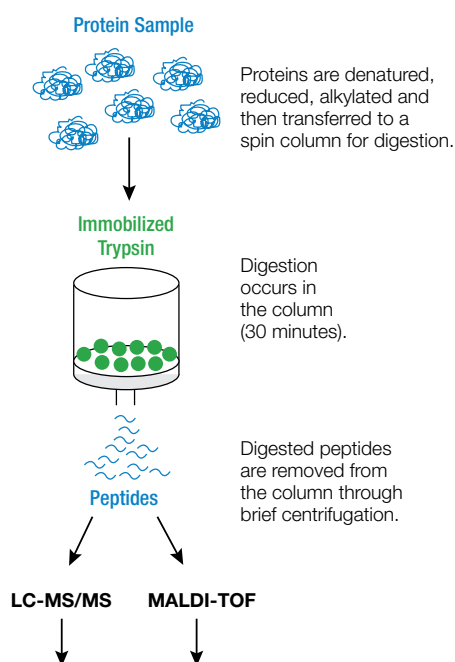 Protein Sample
Proteins are denatured,
reduced, alkylated and
then transferred to a
spin column for digestion.
Immobilized
Trypsin
Digestion
occurs in
the column
(30 minutes).
Digested peptides
are removed from
the column through
brief centrifugation.
Peptides
LC-MS/MS
MALDI-TOF